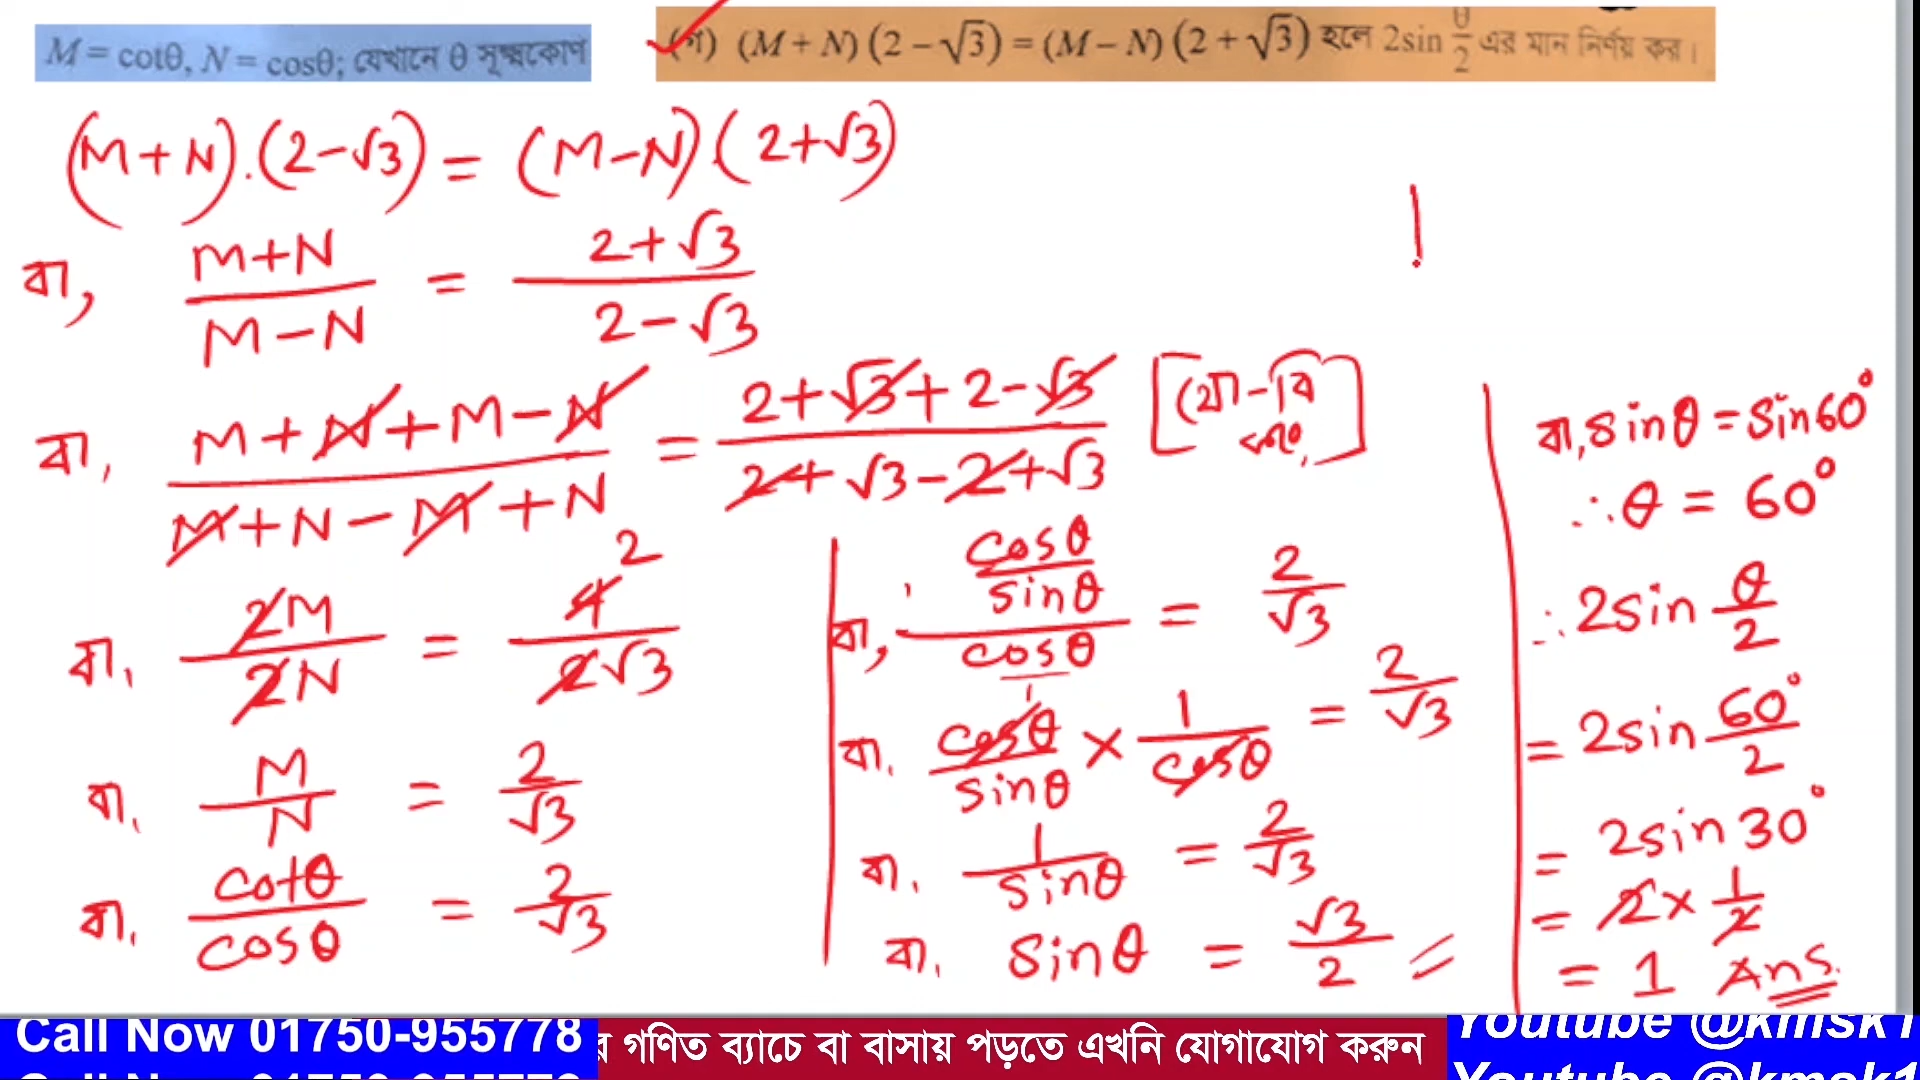 M = cotθ, N = cosθ; যেখানে θ সূক্ষ্মকোণ
(গ) (M + N) (2 − √3) = (M − N) (2 + √3) হলে 2sin θ/2 এর মান নির্ণয় কর।
(M+N).(2−√3) = (M−N)(2+√3)
বা, M+N/M−N = 2+√3/2−√3
বা, M+N+M−N/M+N−M+N = 2+√3+2−√3/2+√3−2+√3 [যো-বি করে]
বা, 2M/2N = 4/2√3 2
বা, M/N = 2/√3
বা, cotθ/cosθ = 2/√3
বা, cosθ/sinθ/cosθ = 2/√3
বা, cosθ/sinθ × 1/cosθ = 2/√3
বা, 1/sinθ = 2/√3
বা, sinθ = √3/2 =
বা, sinθ = sin60°
∴ θ = 60°
∴ 2sin θ/2
= 2sin 60°/2
= 2sin30°
= 2 × 1/2
= 1 Ans.
Call Now 01750-955778
র গণিত ব্যাচে বা বাসায় পড়তে এখনি যোগাযোগ করুন
Youtube @kmsk1